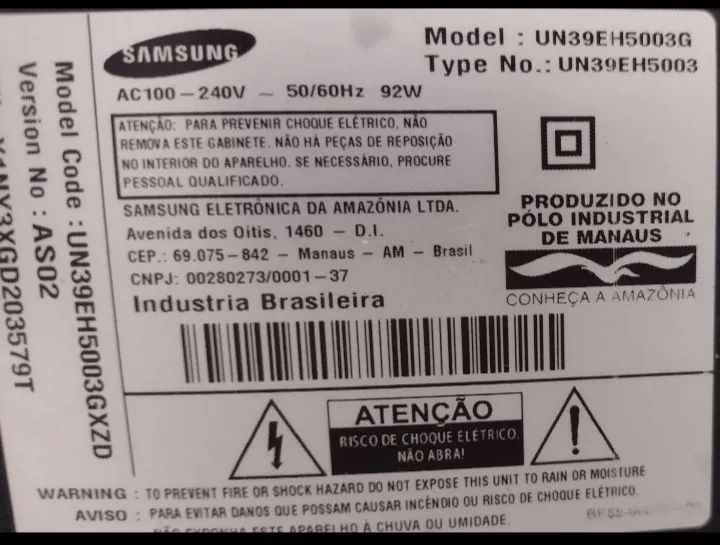 SAMSUNG
Model : UN39EH5003G
Type No.: UN39EH5003
AC100-240V ~ 50/60Hz 92W
ATENÇÃO: PARA PREVENIR CHOQUE ELÉTRICO, NÃO
REMOVA ESTE GABINETE. NÃO HÁ PEÇAS DE REPOSIÇÃO
NO INTERIOR DO APARELHO. SE NECESSÁRIO, PROCURE
PESSOAL QUALIFICADO.
SAMSUNG ELETRÔNICA DA AMAZÔNIA LTDA.
Avenida dos Oitis, 1460 - D.I.
CEP.: 69.075-842 - Manaus - AM - Brasil
CNPJ: 00280273/0001-37
Industria Brasileira
PRODUZIDO NO
PÓLO INDUSTRIAL
DE MANAUS
CONHEÇA A AMAZÔNIA
Model Code : UN39EH5003GXZD
Version No : AS02
3XGD203579T
ATENÇÃO
RISCO DE CHOQUE ELÉTRICO.
NÃO ABRA!
WARNING : TO PREVENT FIRE OR SHOCK HAZARD DO NOT EXPOSE THIS UNIT TO RAIN OR MOISTURE
AVISO : PARA EVITAR DANOS QUE POSSAM CAUSAR INCÊNDIO OU RISCO DE CHOQUE ELÉTRICO.
NÃO EXPONHA ESTE APARELHO À CHUVA OU UMIDADE.